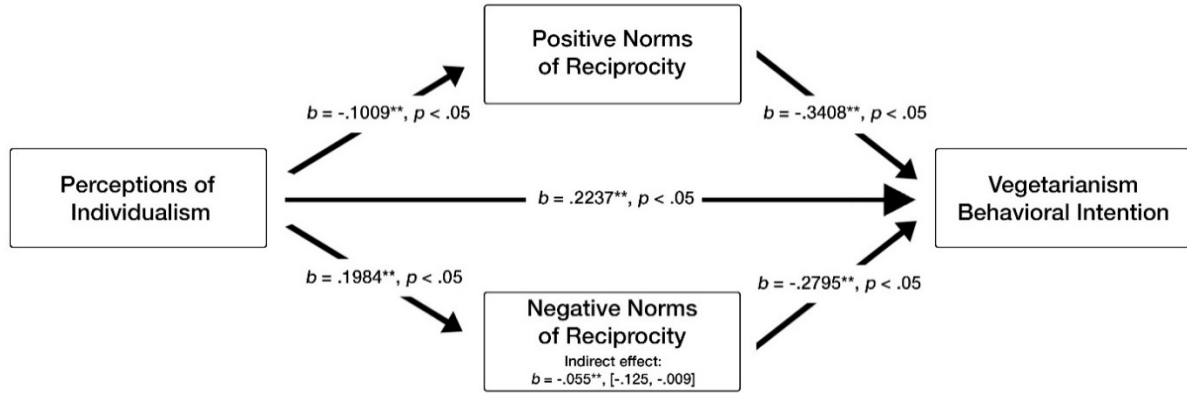 Positive Norms
of Reciprocity
b = -.1009**, p < .05
b = -.3408**, p < .05
Perceptions of
Individualism
b = .2237**, p < .05
Vegetarianism
Behavioral Intention
b = .1984**, p < .05
b = -.2795**, p < .05
Negative Norms
of Reciprocity
Indirect effect:
b = -.055**, [-.125, -.009]